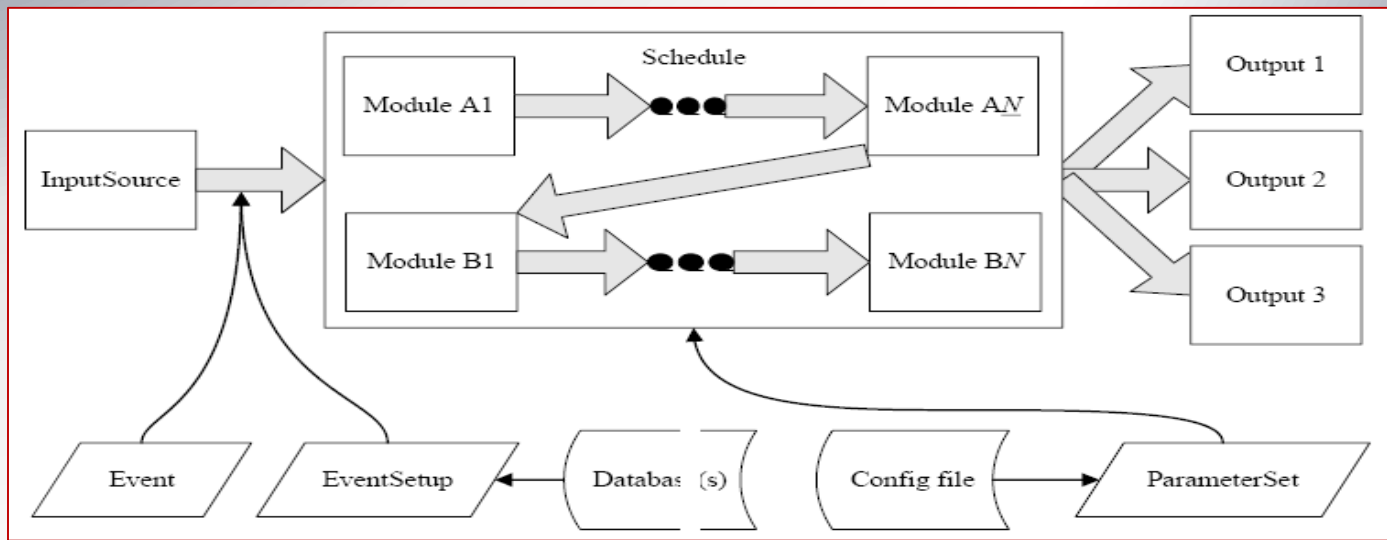 Schedule
Module A1
Module AN
InputSource
Module B1
Module BN
Output 1
Output 2
Output 3
Event
EventSetup
Databas (s)
Config file
ParameterSet